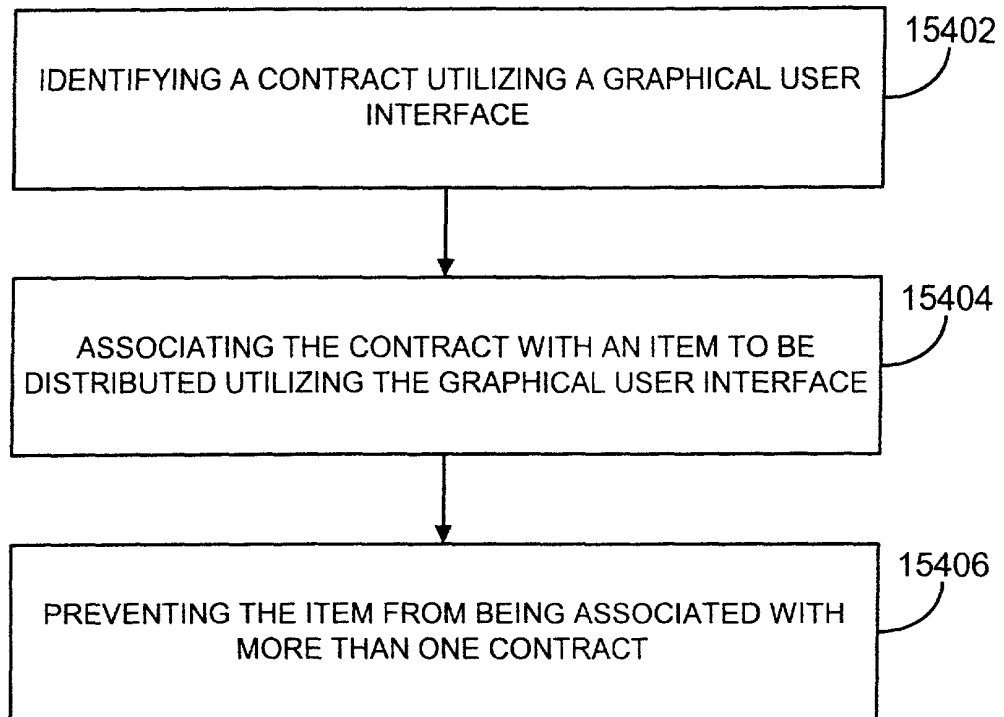 15402
IDENTIFYING A CONTRACT UTILIZING A GRAPHICAL USER
INTERFACE
15404
ASSOCIATING THE CONTRACT WITH AN ITEM TO BE
DISTRIBUTED UTILIZING THE GRAPHICAL USER INTERFACE
15406
PREVENTING THE ITEM FROM BEING ASSOCIATED WITH
MORE THAN ONE CONTRACT